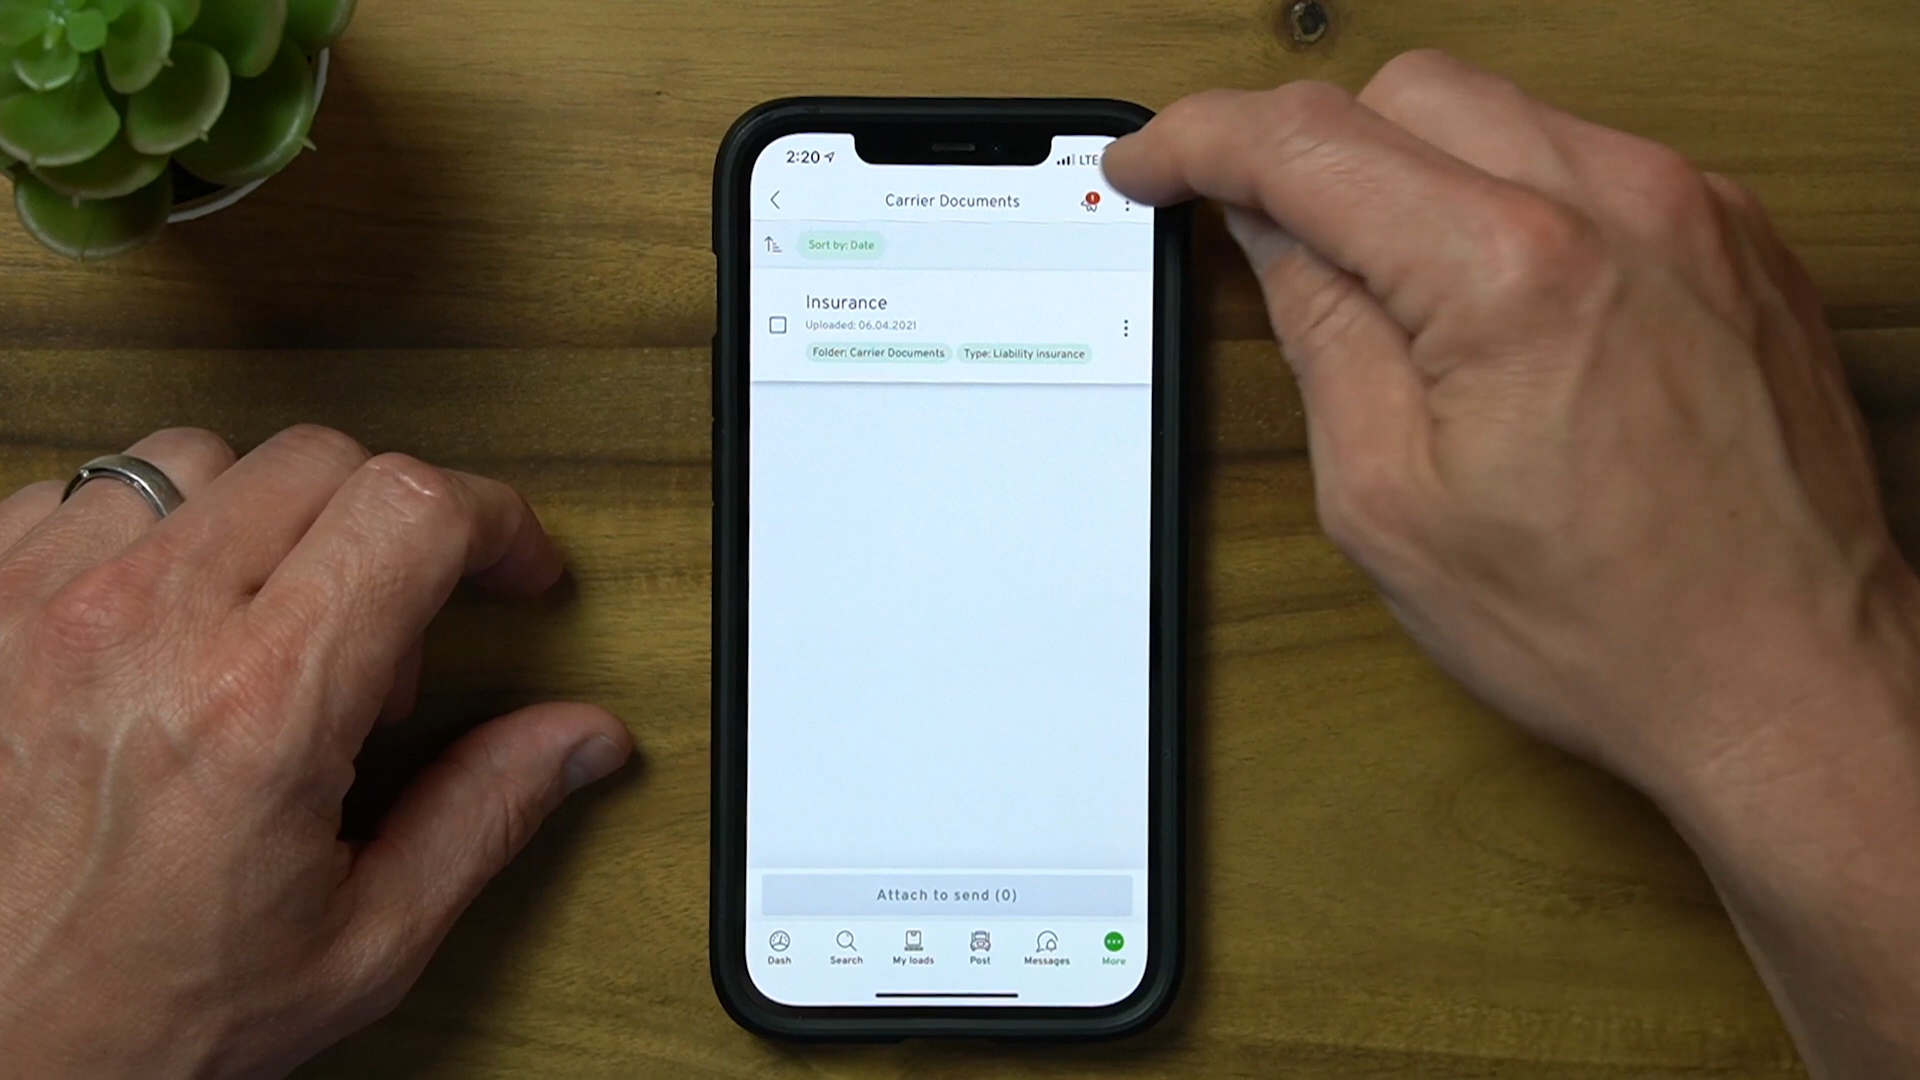 2:20 LTE
Carrier Documents
Sort by: Date
Insurance
Uploaded: 06.04.2021
Folder: Carrier Documents Type: Liability insurance
Attach to send (0)
Dash Search My loads Post Messages More